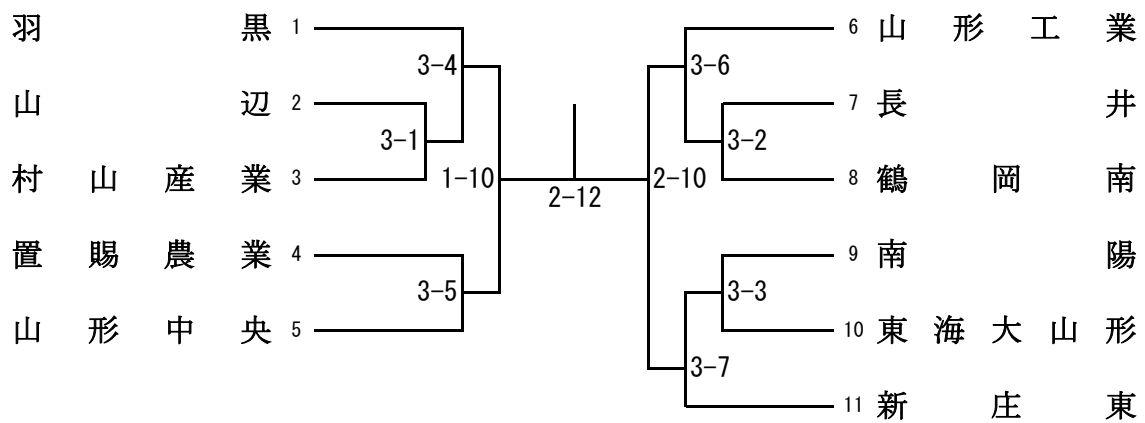 羽黒 1
6 山形工業
3-4
3-6
山辺 2
7 長井
3-1
3-2
村山産業 3
1-10
2-10
8 鶴岡南
2-12
置賜農業 4
9 南陽
3-5
3-3
山形中央 5
10 東海大山形
3-7
11 新庄東